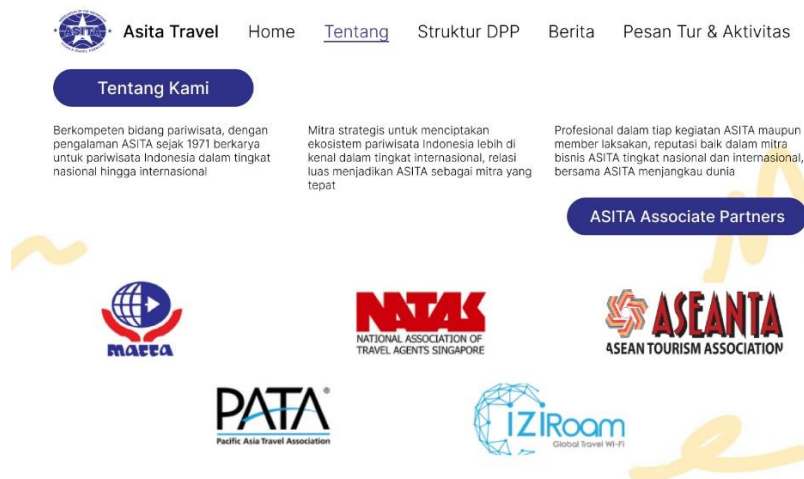 ASITA
Asita Travel
Home
Tentang
Struktur DPP
Berita
Pesan Tur & Aktivitas
Tentang Kami
Berkompeten bidang pariwisata, dengan
pengalaman ASITA sejak 1971 berkarya
untuk pariwisata Indonesia dalam tingkat
nasional hingga internasional
Mitra strategis untuk menciptakan
ekosistem pariwisata Indonesia lebih di
kenal dalam tingkat internasional, relasi
luas menjadikan ASITA sebagai mitra yang
tepat
Profesional dalam tiap kegiatan ASITA maupun
member laksakan, reputasi baik dalam mitra
bisnis ASITA tingkat nasional dan internasional,
bersama ASITA menjangkau dunia
ASITA Associate Partners
matta
NATAS
NATIONAL ASSOCIATION OF
TRAVEL AGENTS SINGAPORE
ASEANTA
ASEAN TOURISM ASSOCIATION
PATA®
Pacific Asia Travel Association
iZIRoam
Global Travel Wi-Fi